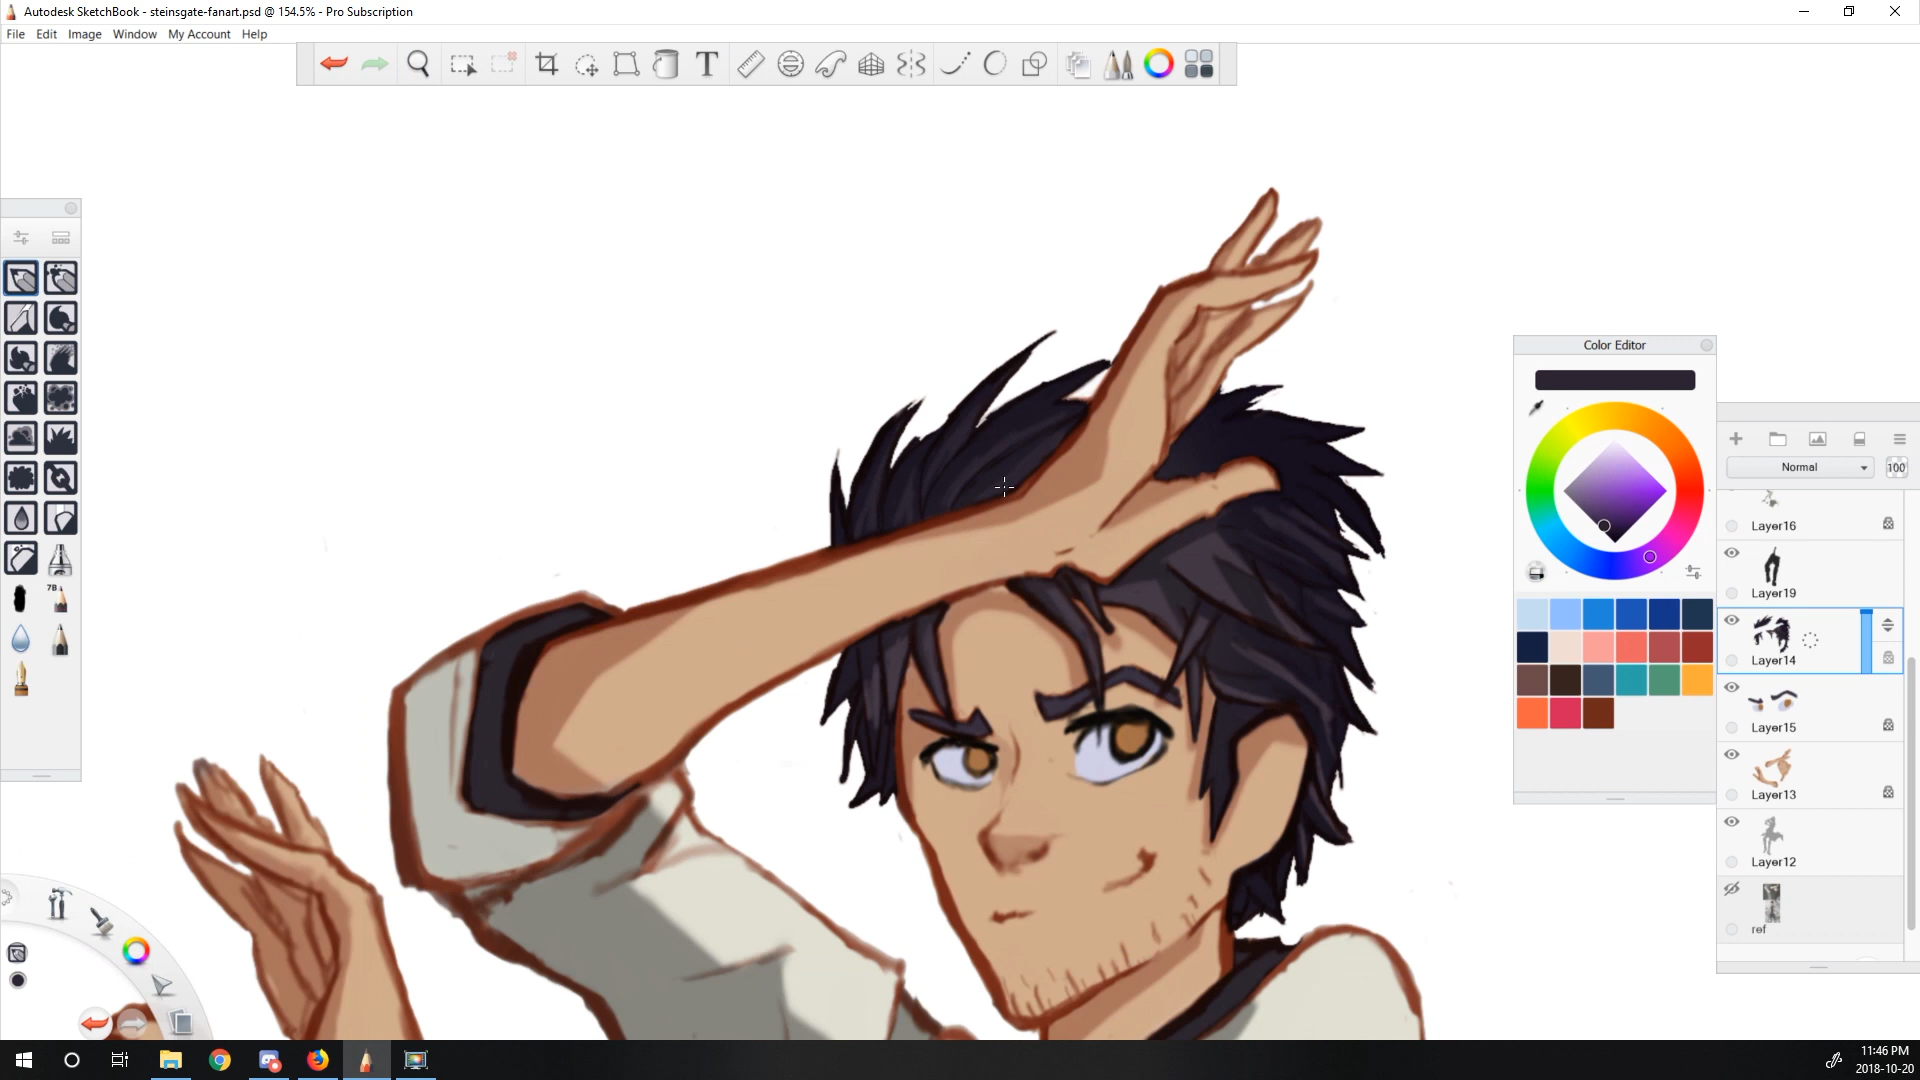 Autodesk SketchBook - steinsgate-fanart.psd @ 154.5% - Pro Subscription
File Edit Image Window My Account Help
T
Color Editor
Normal 100
Layer16
Layer19
Layer14
Layer15
Layer13
Layer12
ref
7B
11:46 PM
2018-10-20